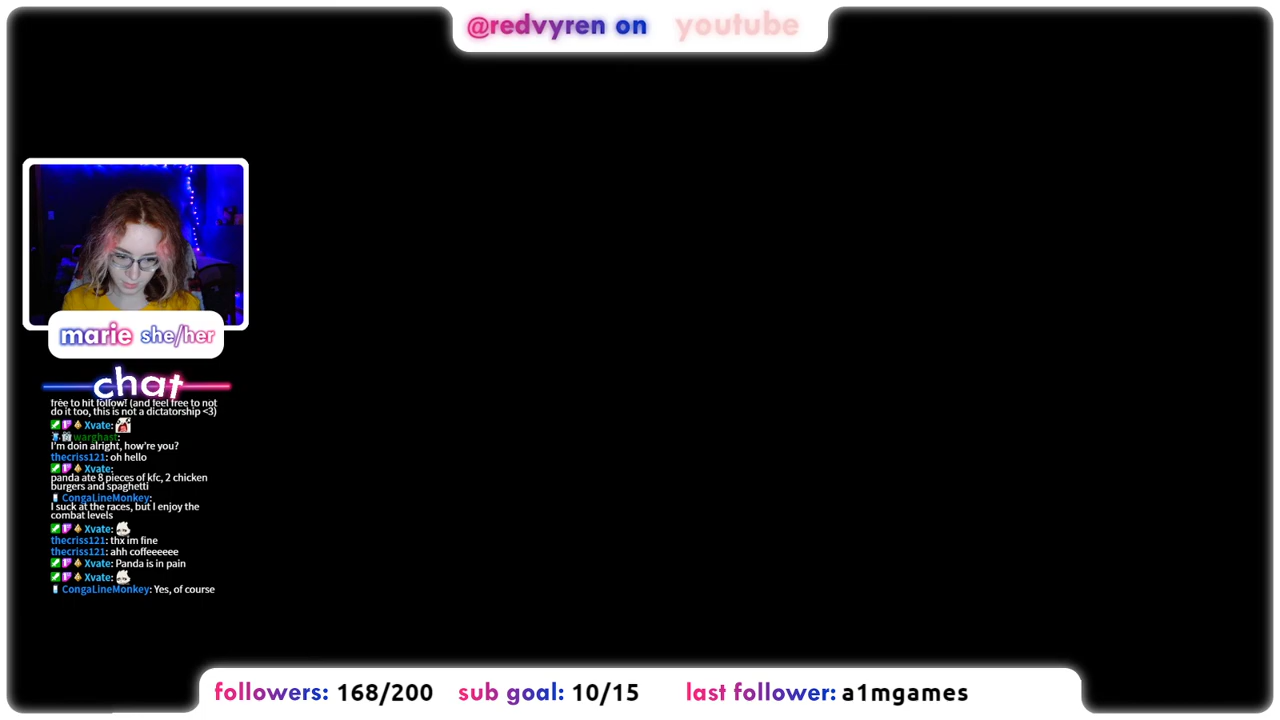 @redvyren on youtube
marie she/her
chat
free to hit follow! (and feel free to not
do it too, this is not a dictatorship <3)
Xvate:
warghast:
I'm doin alright, how're you?
thecriss121: oh hello
Xvate:
panda ate 8 pieces of kfc, 2 chicken
burgers and spaghetti
CongaLineMonkey:
I suck at the races, but I enjoy the
combat levels
Xvate:
thecriss121: thx im fine
thecriss121: ahh coffeeeeee
Xvate: Panda is in pain
Xvate:
CongaLineMonkey: Yes, of course
followers: 168/200 sub goal: 10/15 last follower: a1mgames